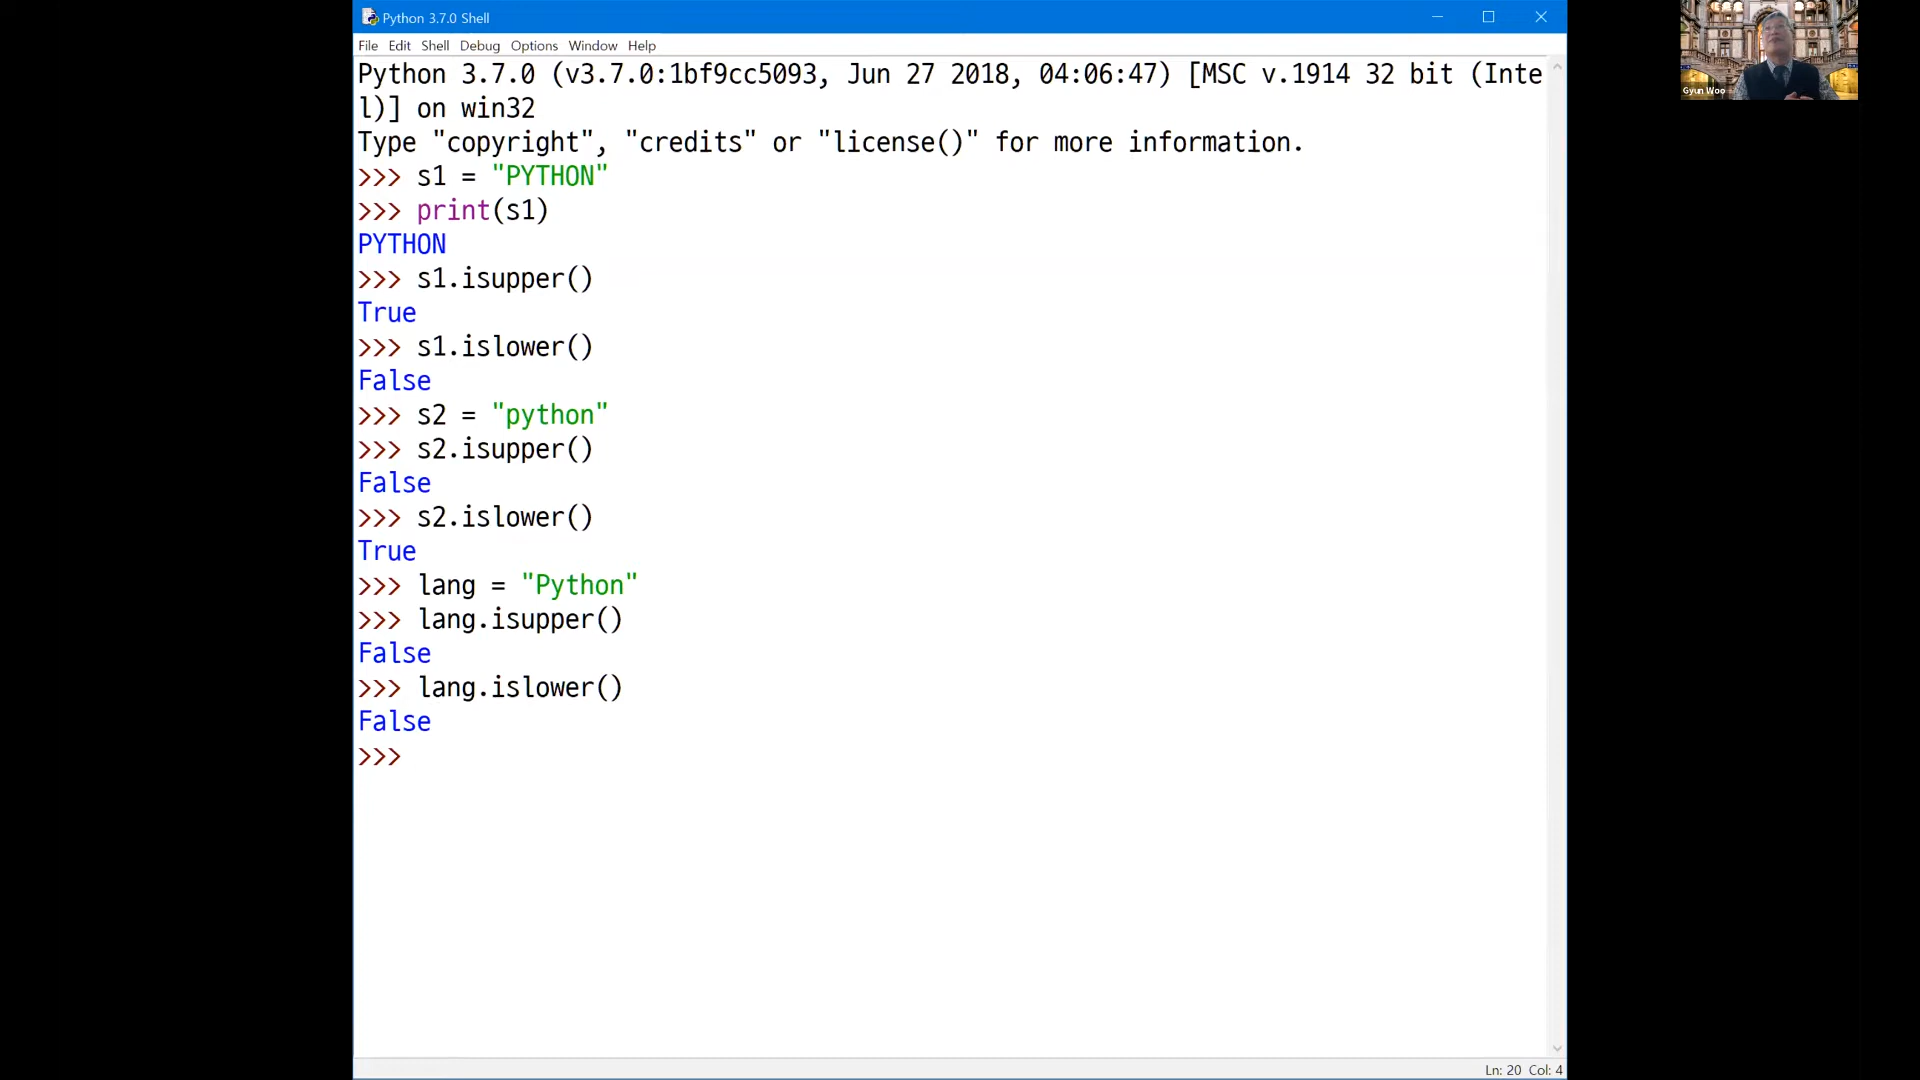 Python 3.7.0 Shell
File Edit Shell Debug Options Window Help
Python 3.7.0 (v3.7.0:1bf9cc5093, Jun 27 2018, 04:06:47) [MSC v.1914 32 bit (Inte
l)] on win32
Type "copyright", "credits" or "license()" for more information.
>>> s1 = "PYTHON"
>>> print(s1)
PYTHON
>>> s1.isupper()
True
>>> s1.islower()
False
>>> s2 = "python"
>>> s2.isupper()
False
>>> s2.islower()
True
>>> lang = "Python"
>>> lang.isupper()
False
>>> lang.islower()
False
>>>
Ln: 20 Col: 4
Gyun Woo